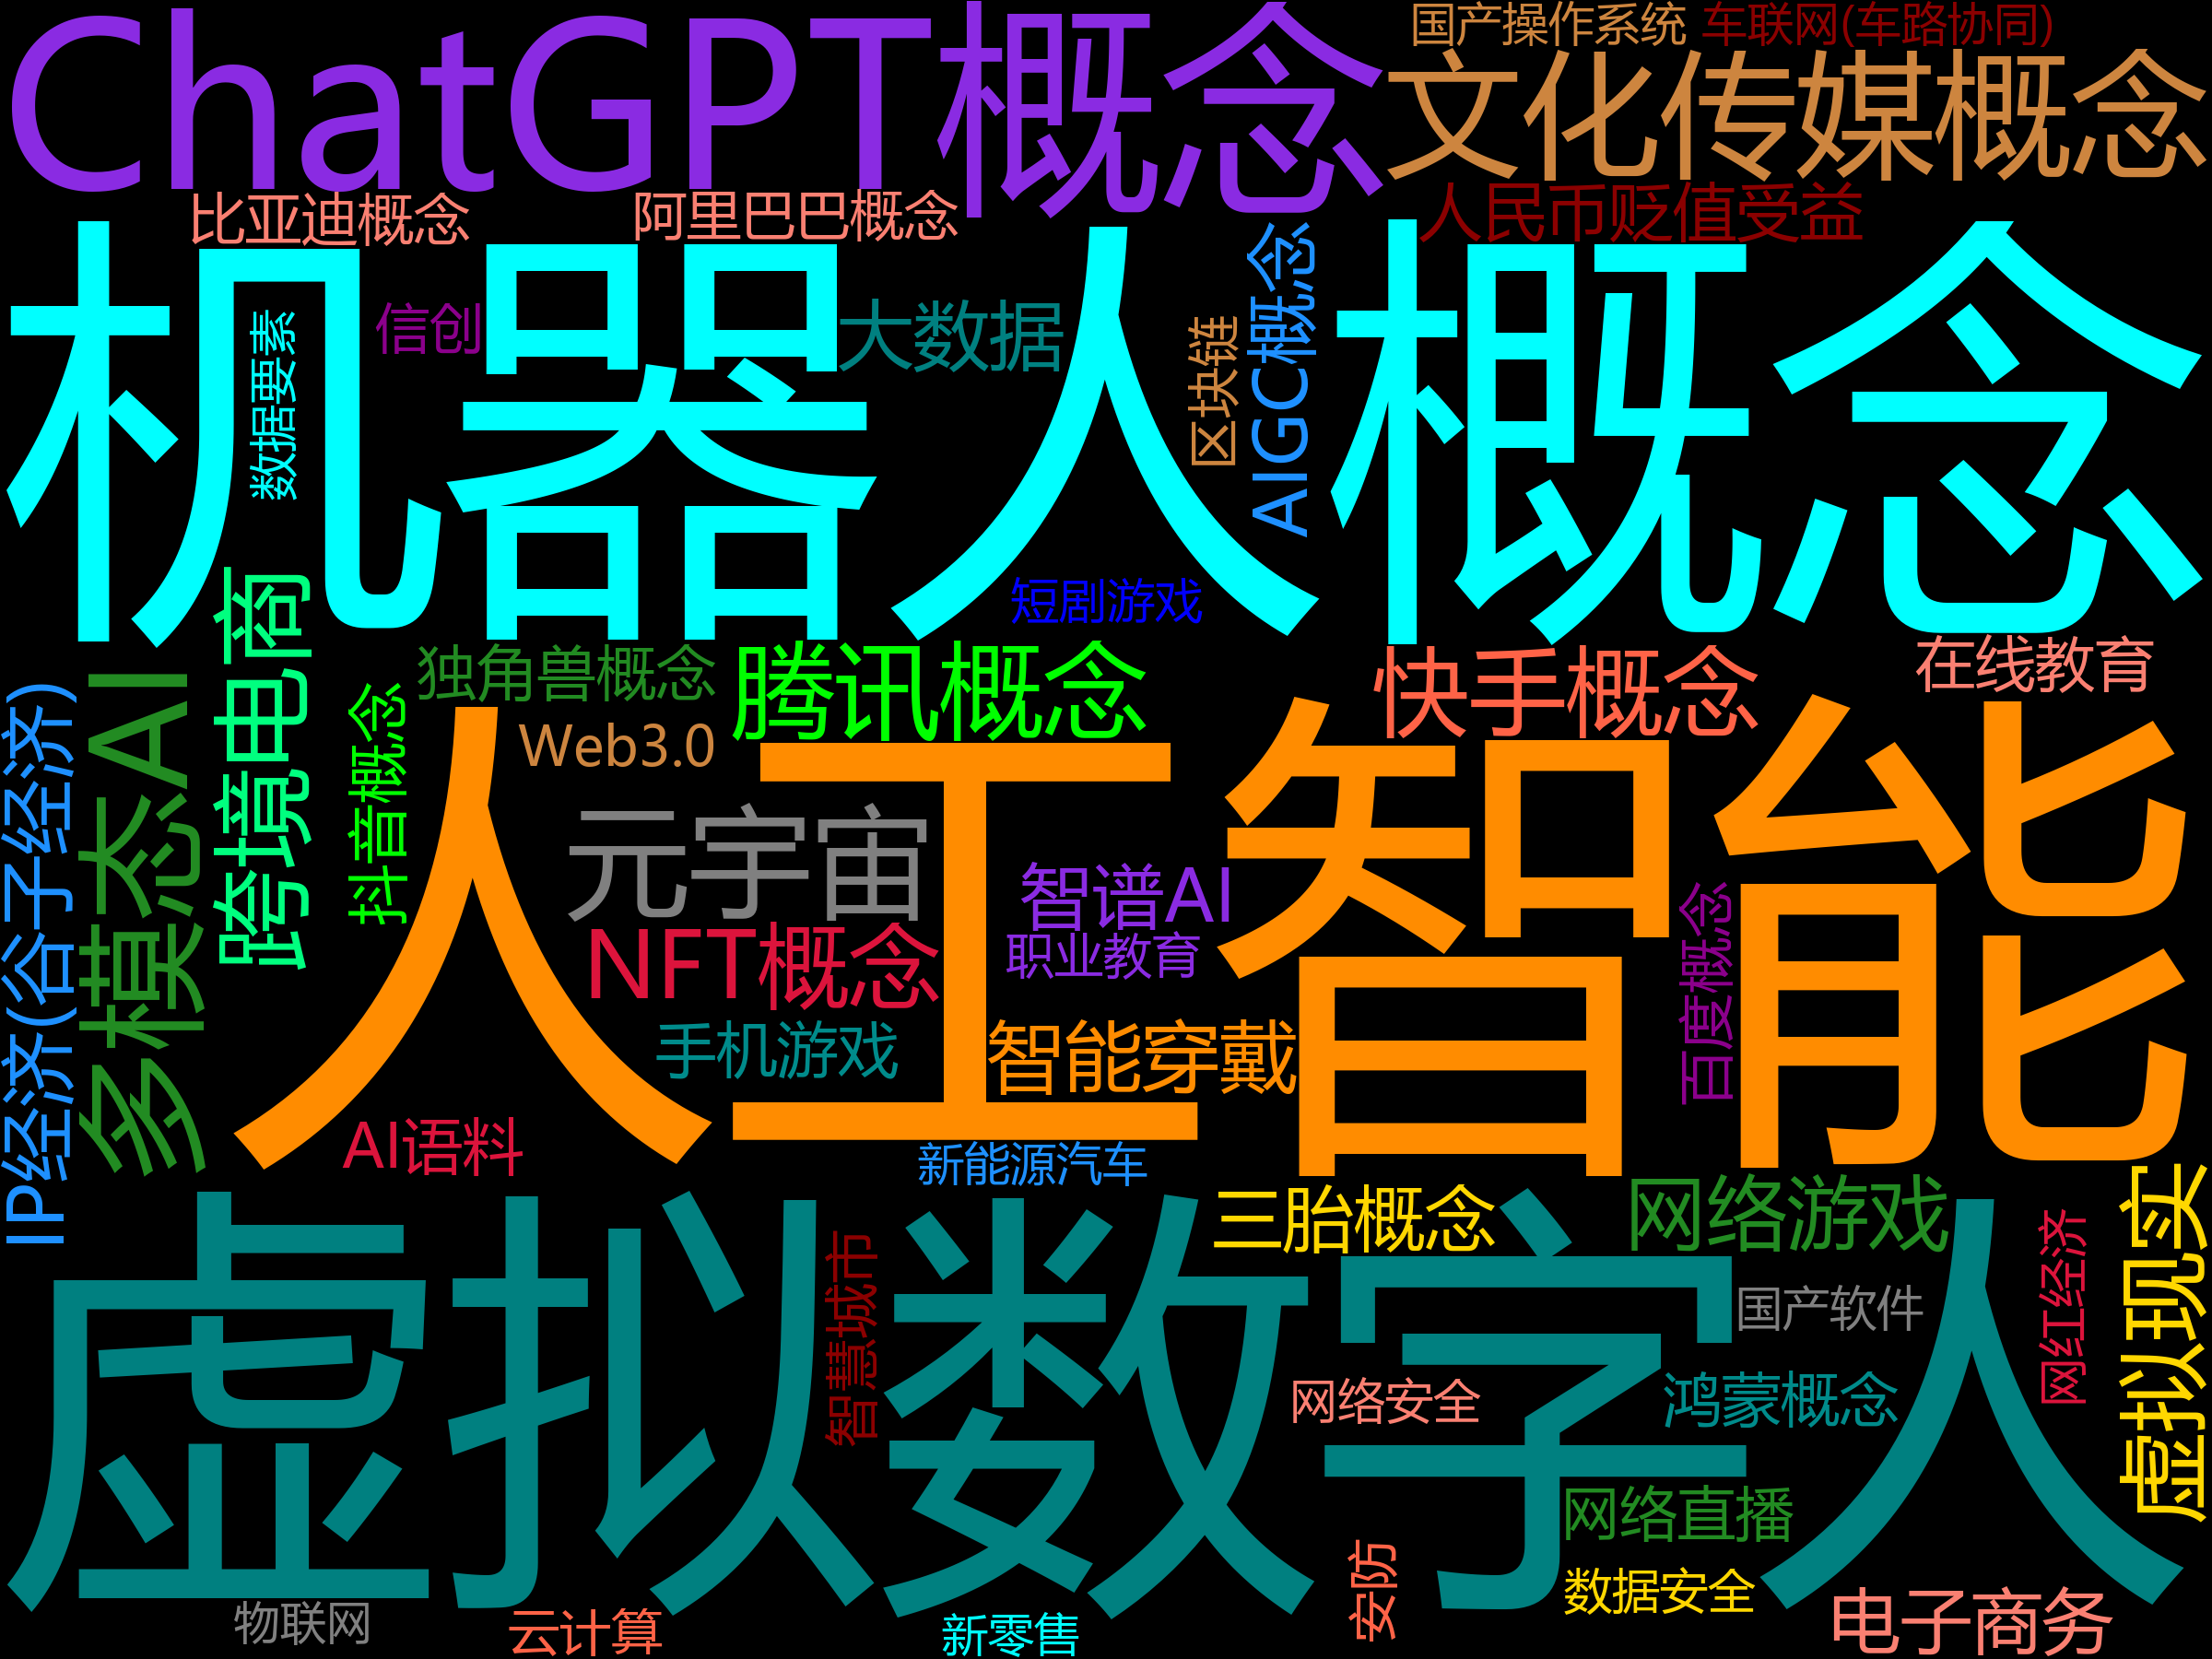 国产操作系统
车联网(车路协同)
ChatGPT概念
文化传媒概念
比亚迪概念
阿里巴巴概念
人民币贬值受益
机器人概念
信创
大数据
数据要素
区块链
AIGC概念
短剧游戏
跨境电商
独角兽概念
腾讯概念
快手概念
在线教育
IP经济(谷子经济)
多模态AI
抖音概念
Web3.0
人工智能
元宇宙
智谱AI
NFT概念
职业教育
百度概念
手机游戏
智能穿戴
AI语料
新能源汽车
三胎概念
网络游戏
虚拟现实
虚拟数字人
智慧城市
网红经济
国产软件
网络安全
鸿蒙概念
网络直播
安防
数据安全
物联网
云计算
新零售
电子商务